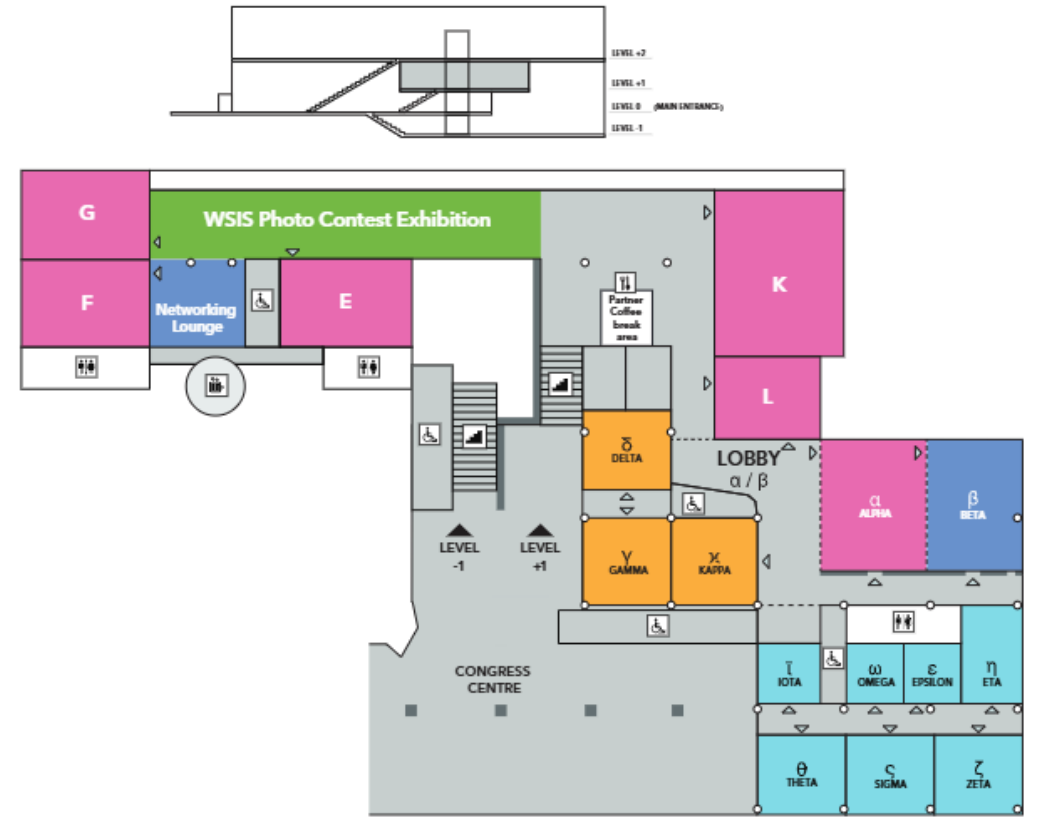 LEVEL +2
LEVEL +1
LEVEL 0 (MAIN ENTRANCE)
LEVEL -1
G
WSIS Photo Contest Exhibition
K
F
Networking
Lounge
E
Partner
Coffee
break
area
L
δ
DELTA
LOBBY
α / β
α
ALPHA
β
BETA
LEVEL
-1
LEVEL
+1
γ
GAMMA
ϰ
KAPPA
CONGRESS
CENTRE
ϊ
IOTA
ω
OMEGA
ε
EPSILON
η
ETA
θ
THETA
ς
SIGMA
ζ
ZETA